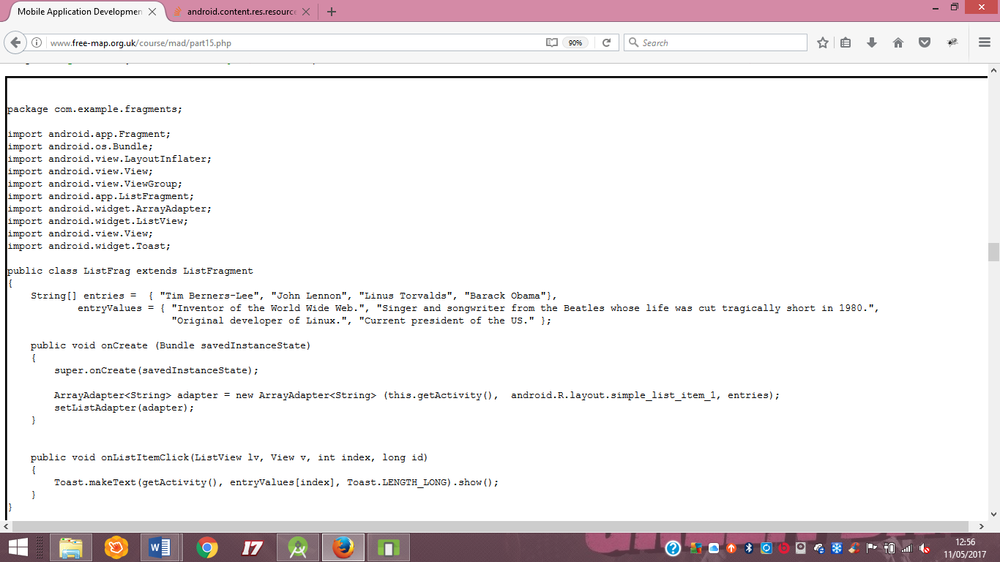 Mobile Application Developmen
android.content.res.resource
www.free-map.org.uk/course/mad/part15.php
90%
Search
package com.example.fragments;
import android.app.Fragment;
import android.os.Bundle;
import android.view.LayoutInflater;
import android.view.View;
import android.view.ViewGroup;
import android.app.ListFragment;
import android.widget.ArrayAdapter;
import android.widget.ListView;
import android.view.View;
import android.widget.Toast;
public class ListFrag extends ListFragment
{
String[] entries = { "Tim Berners-Lee", "John Lennon", "Linus Torvalds", "Barack Obama"},
entryValues = { "Inventor of the World Wide Web.", "Singer and songwriter from the Beatles whose life was cut tragically short in 1980.",
"Original developer of Linux.", "Current president of the US." };
public void onCreate (Bundle savedInstanceState)
{
super.onCreate(savedInstanceState);
ArrayAdapter<String> adapter = new ArrayAdapter<String> (this.getActivity(), android.R.layout.simple_list_item_1, entries);
setListAdapter(adapter);
}
public void onListItemClick(ListView lv, View v, int index, long id)
{
Toast.makeText(getActivity(), entryValues[index], Toast.LENGTH_LONG).show();
}
}
17
12:56
11/05/2017